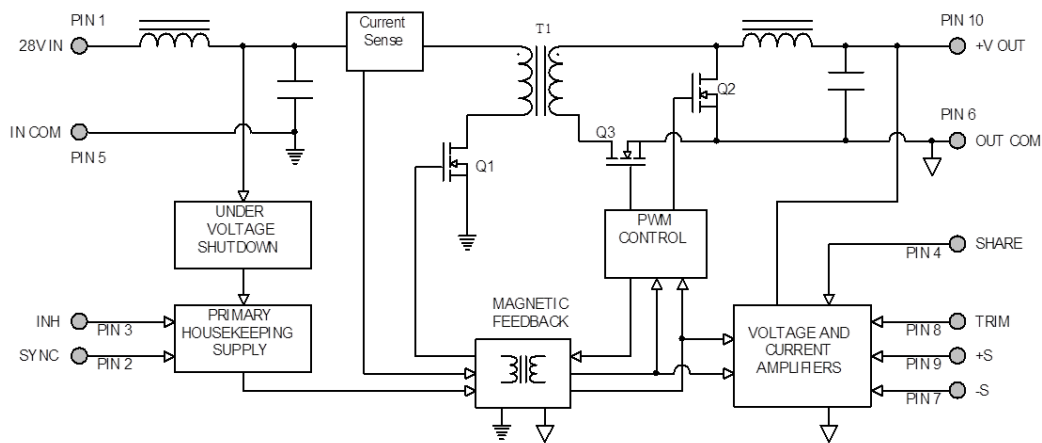 PIN 1
28V IN
Current
Sense
T1
PIN 10
+V OUT
Q2
IN COM
PIN 5
Q1
Q3
PIN 6
OUT COM
UNDER
VOLTAGE
SHUTDOWN
PWM
CONTROL
SHARE
PIN 4
INH
PIN 3
SYNC
PIN 2
PRIMARY
HOUSEKEEPING
SUPPLY
MAGNETIC
FEEDBACK
VOLTAGE AND
CURRENT
AMPLIFIERS
TRIM
PIN 8
+S
PIN 9
-S
PIN 7